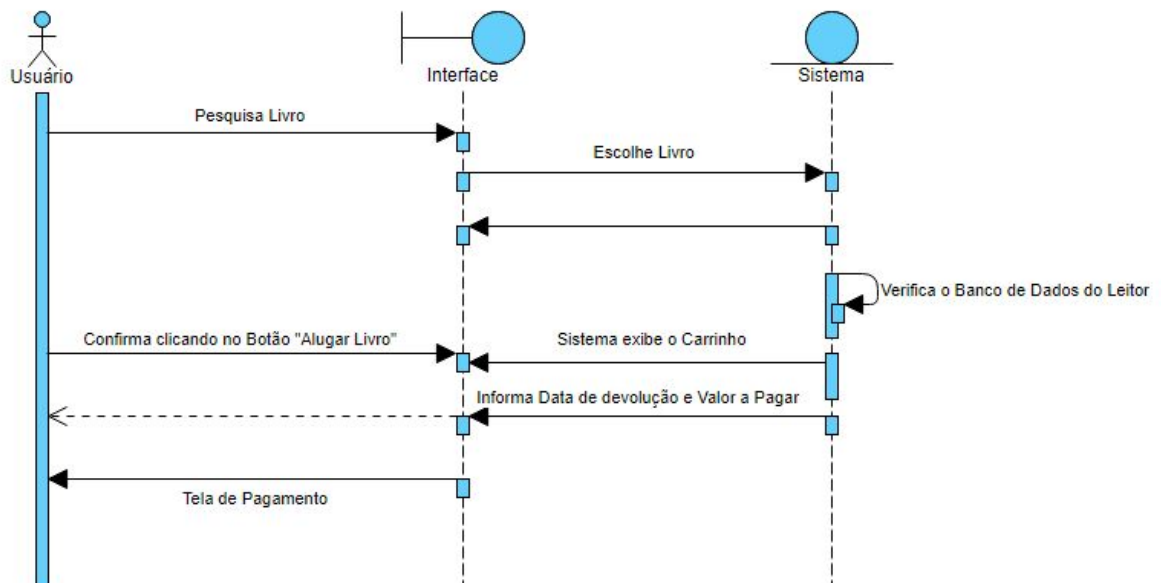 Usuário
Interface
Sistema
Pesquisa Livro
Escolhe Livro
Verifica o Banco de Dados do Leitor
Confirma clicando no Botão "Alugar Livro"
Sistema exibe o Carrinho
Informa Data de devolução e Valor a Pagar
Tela de Pagamento